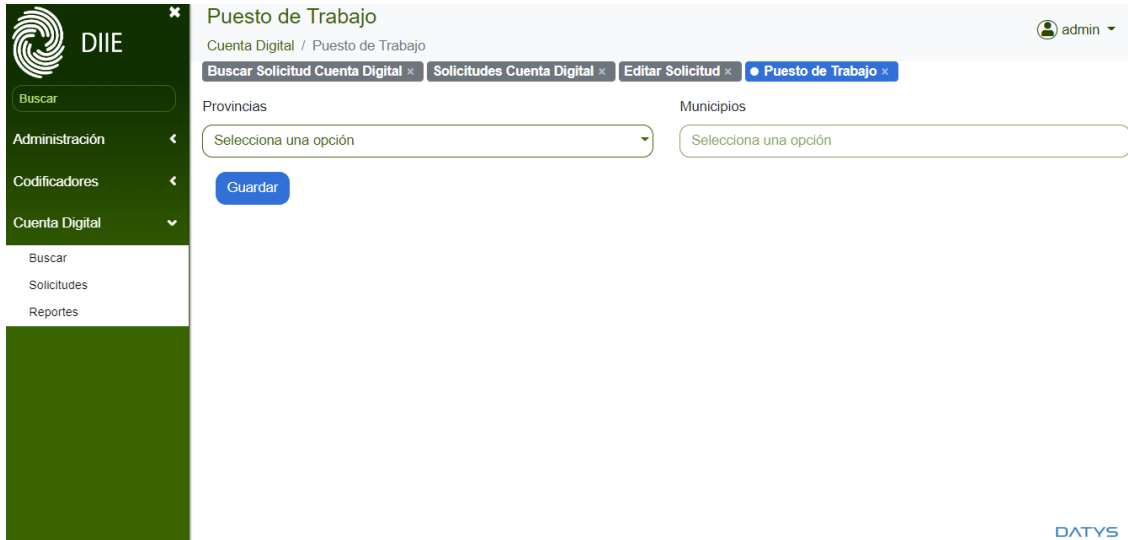 DIIE
Buscar
Administración
Codificadores
Cuenta Digital
Buscar
Solicitudes
Reportes
Puesto de Trabajo
Cuenta Digital / Puesto de Trabajo
admin
Buscar Solicitud Cuenta Digital × Solicitudes Cuenta Digital × Editar Solicitud × Puesto de Trabajo ×
Provincias
Selecciona una opción
Municipios
Selecciona una opción
Guardar
DATYS